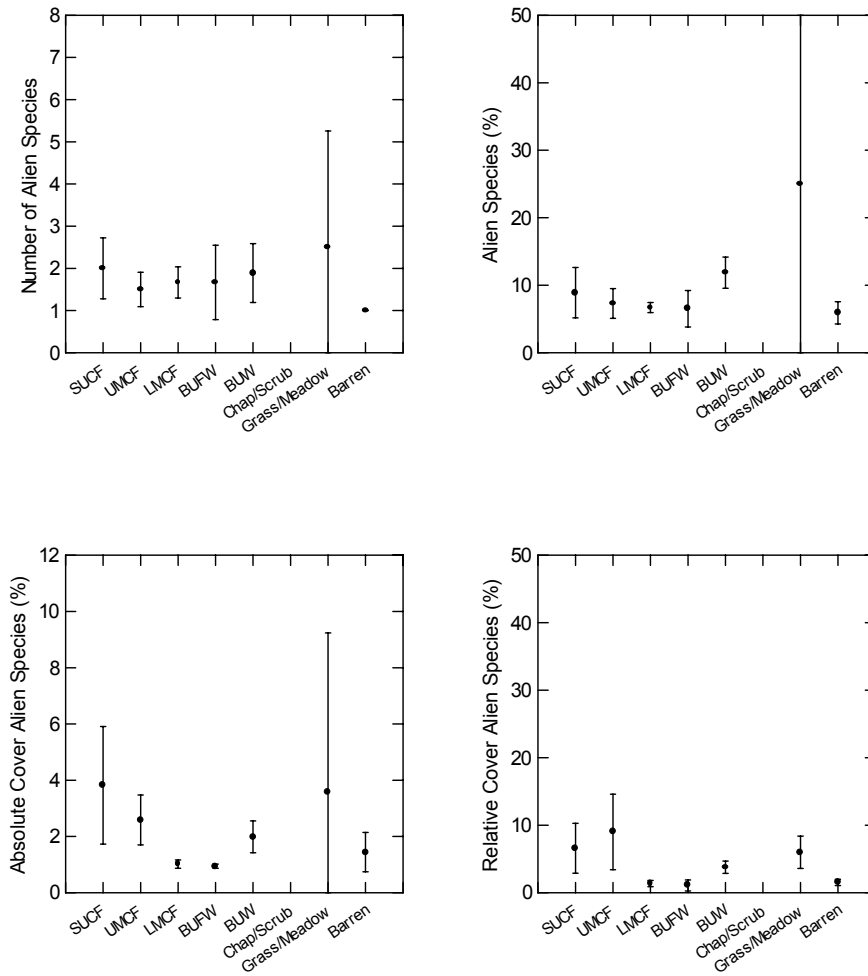 Number of Alien Species
8
7
6
5
4
3
2
1
0
SUCF
UMCF
LMCF
BUFW
BUW
Chap/Scrub
Grass/Meadow
Barren
Alien Species (%)
50
40
30
20
10
0
SUCF
UMCF
LMCF
BUFW
BUW
Chap/Scrub
Grass/Meadow
Barren
Absolute Cover Alien Species (%)
12
10
8
6
4
2
0
SUCF
UMCF
LMCF
BUFW
BUW
Chap/Scrub
Grass/Meadow
Barren
Relative Cover Alien Species (%)
50
40
30
20
10
0
SUCF
UMCF
LMCF
BUFW
BUW
Chap/Scrub
Grass/Meadow
Barren